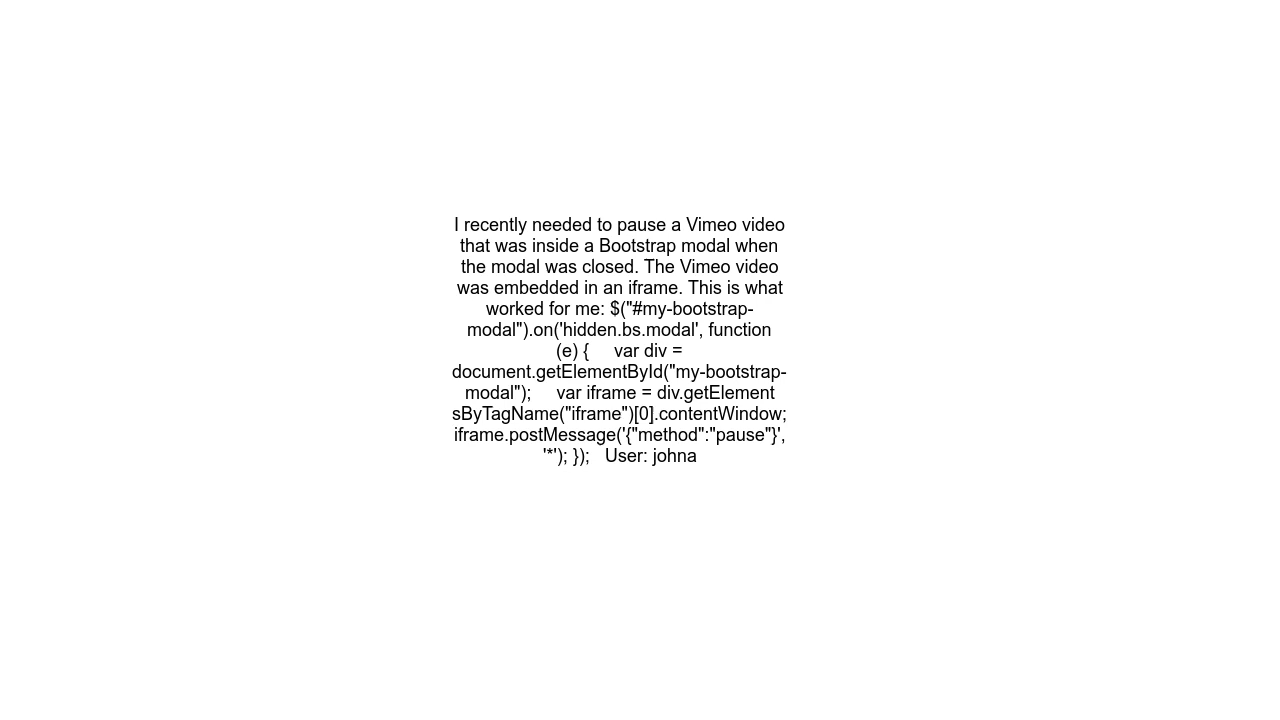 I recently needed to pause a Vimeo video
that was inside a Bootstrap modal when
the modal was closed. The Vimeo video
was embedded in an iframe. This is what
worked for me: $("#my-bootstrap-
modal").on('hidden.bs.modal', function
(e) {     var div =
document.getElementById("my-bootstrap-
modal");     var iframe = div.getElement
sByTagName("iframe")[0].contentWindow;
iframe.postMessage('{"method":"pause"}',
'*'); });   User: johna